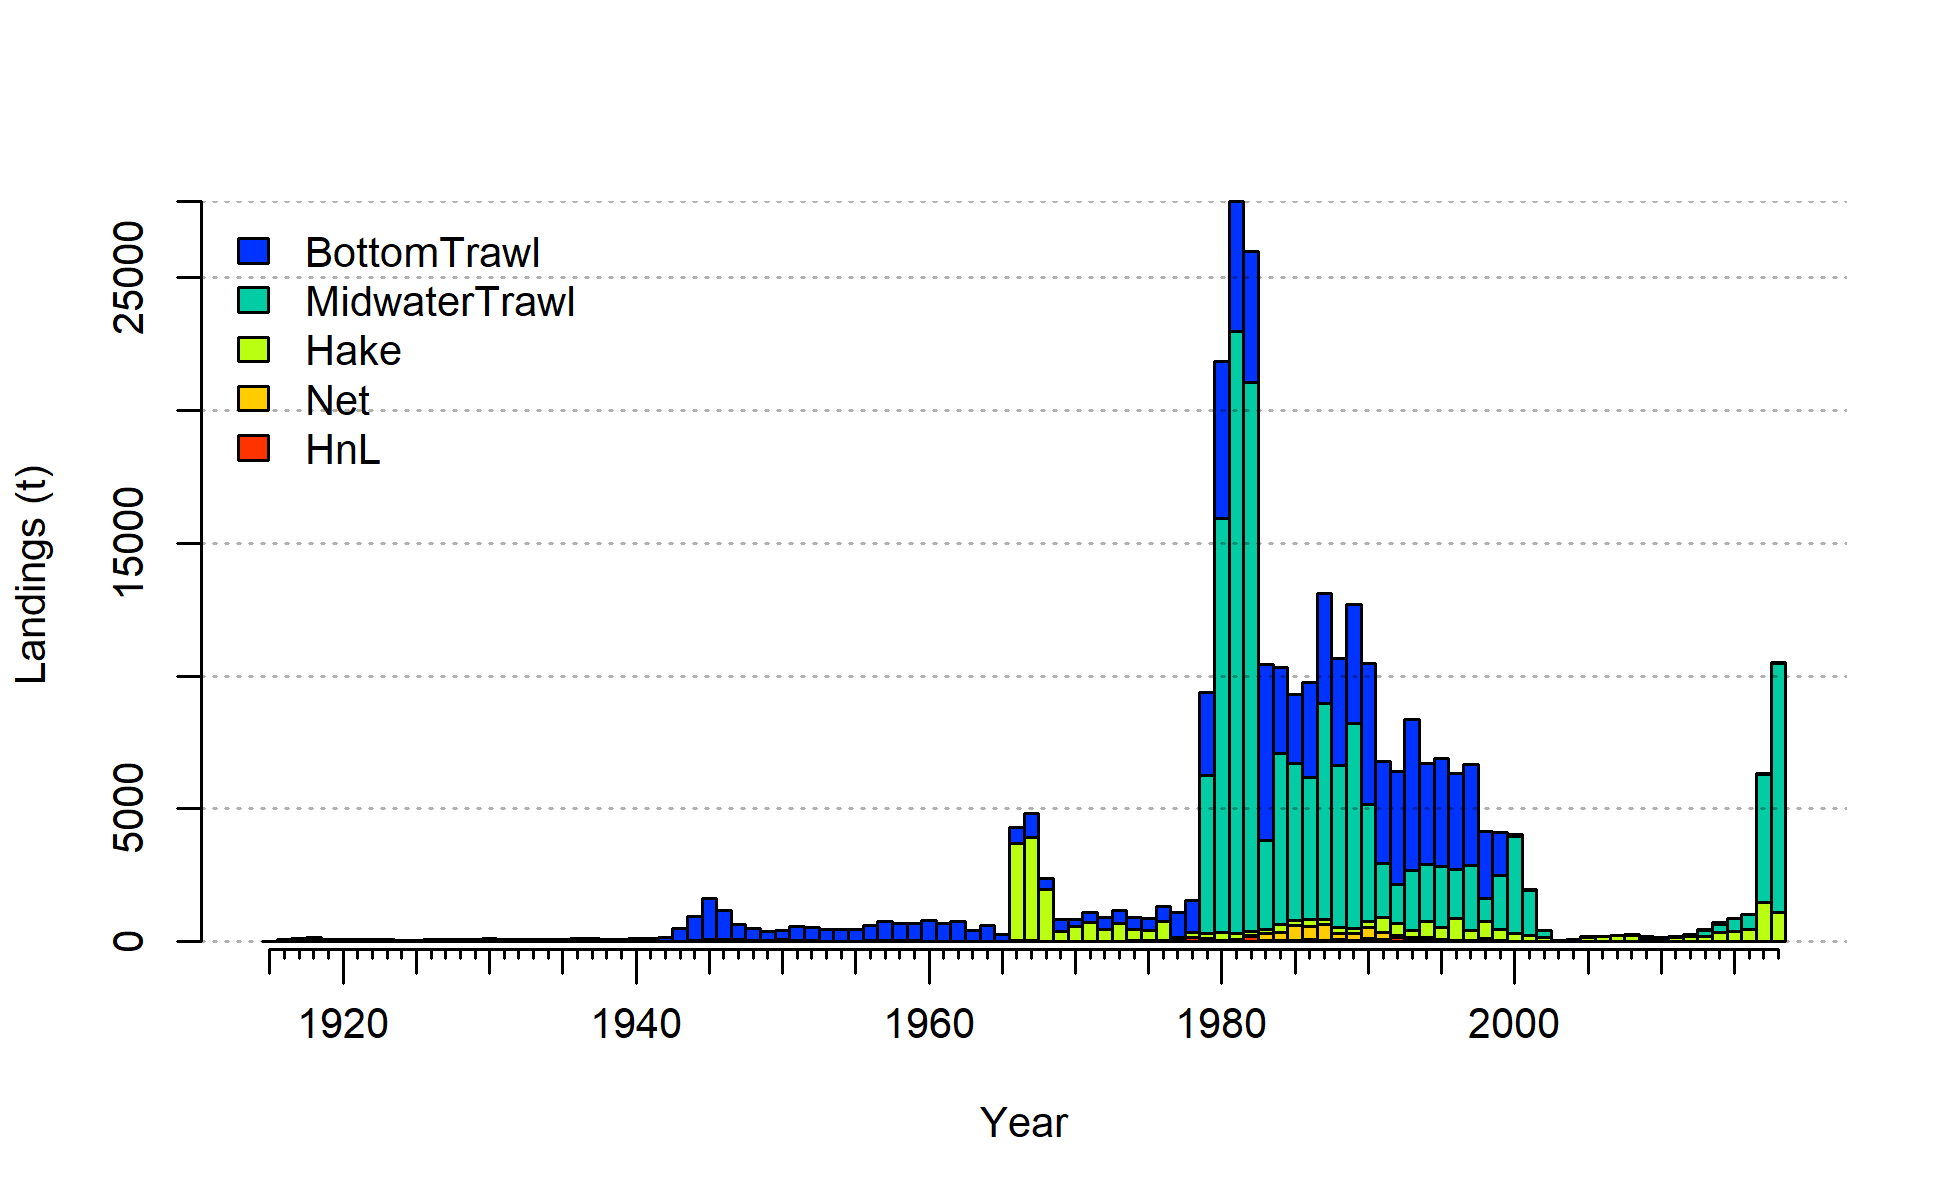 BottomTrawl
MidwaterTrawl
Hake
Net
HnL
Landings (t)
25000
15000
5000
0
1920 1940 1960 1980 2000
Year